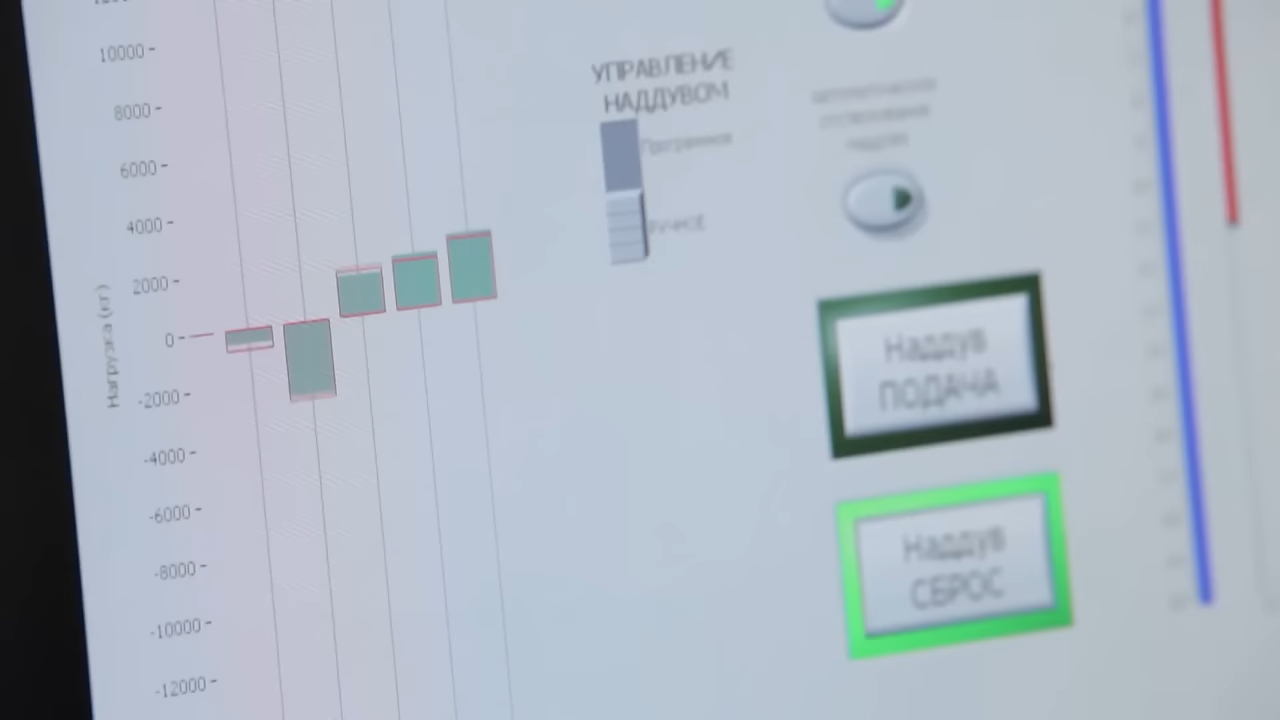 10000
8000
6000
4000
2000
0
-2000
-4000
-6000
-8000
-10000
-12000
Нагрузка (кг)
УПРАВЛЕНИЕ
НАДДУВОМ
Программное
РУЧНОЕ
Наддув
ПОДАЧА
Наддув
СБРОС